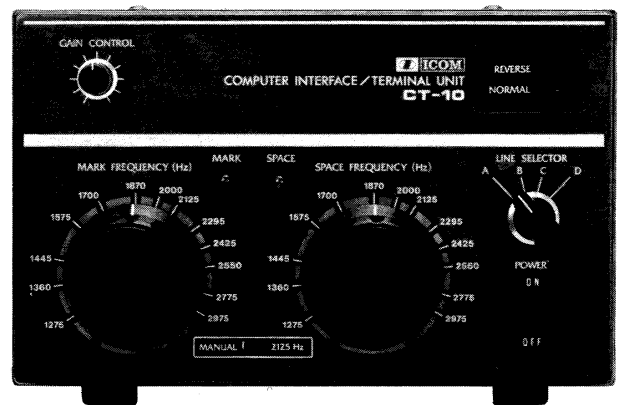 GAIN CONTROL
ICOM
COMPUTER INTERFACE/TERMINAL UNIT
CT-10
REVERSE
NORMAL
MARK FREQUENCY (Hz)
MARK
SPACE
SPACE FREQUENCY (Hz)
LINE SELECTOR
A B C D
1275 1360 1445 1575 1700 1870 2000 2125 2295 2425 2550 2775 2975
1275 1360 1445 1575 1700 1870 2000 2125 2295 2425 2550 2775 2975
POWER
ON
OFF
MANUAL 2125 Hz